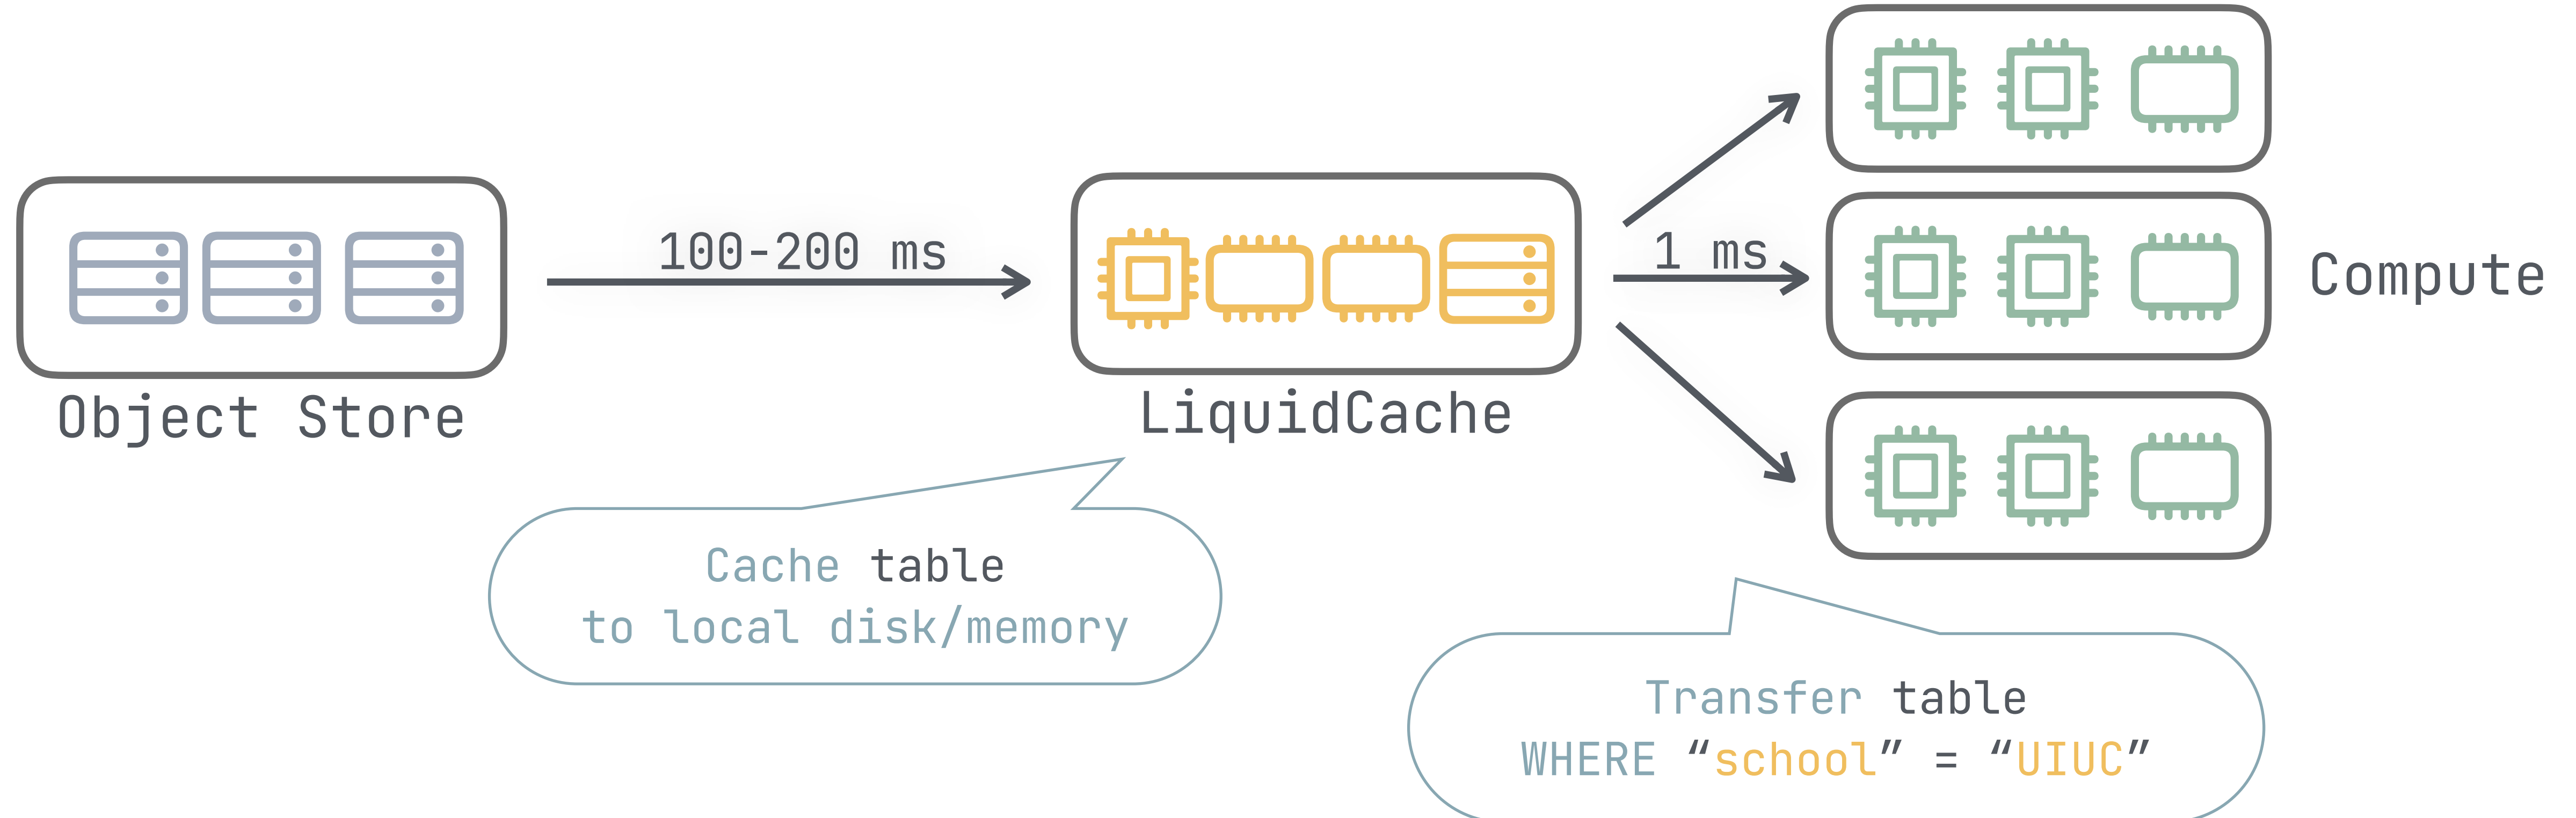 100-200 ms
1 ms
Compute
Object Store
LiquidCache
Cache table
to local disk/memory
Transfer table
WHERE “school” = “UIUC”